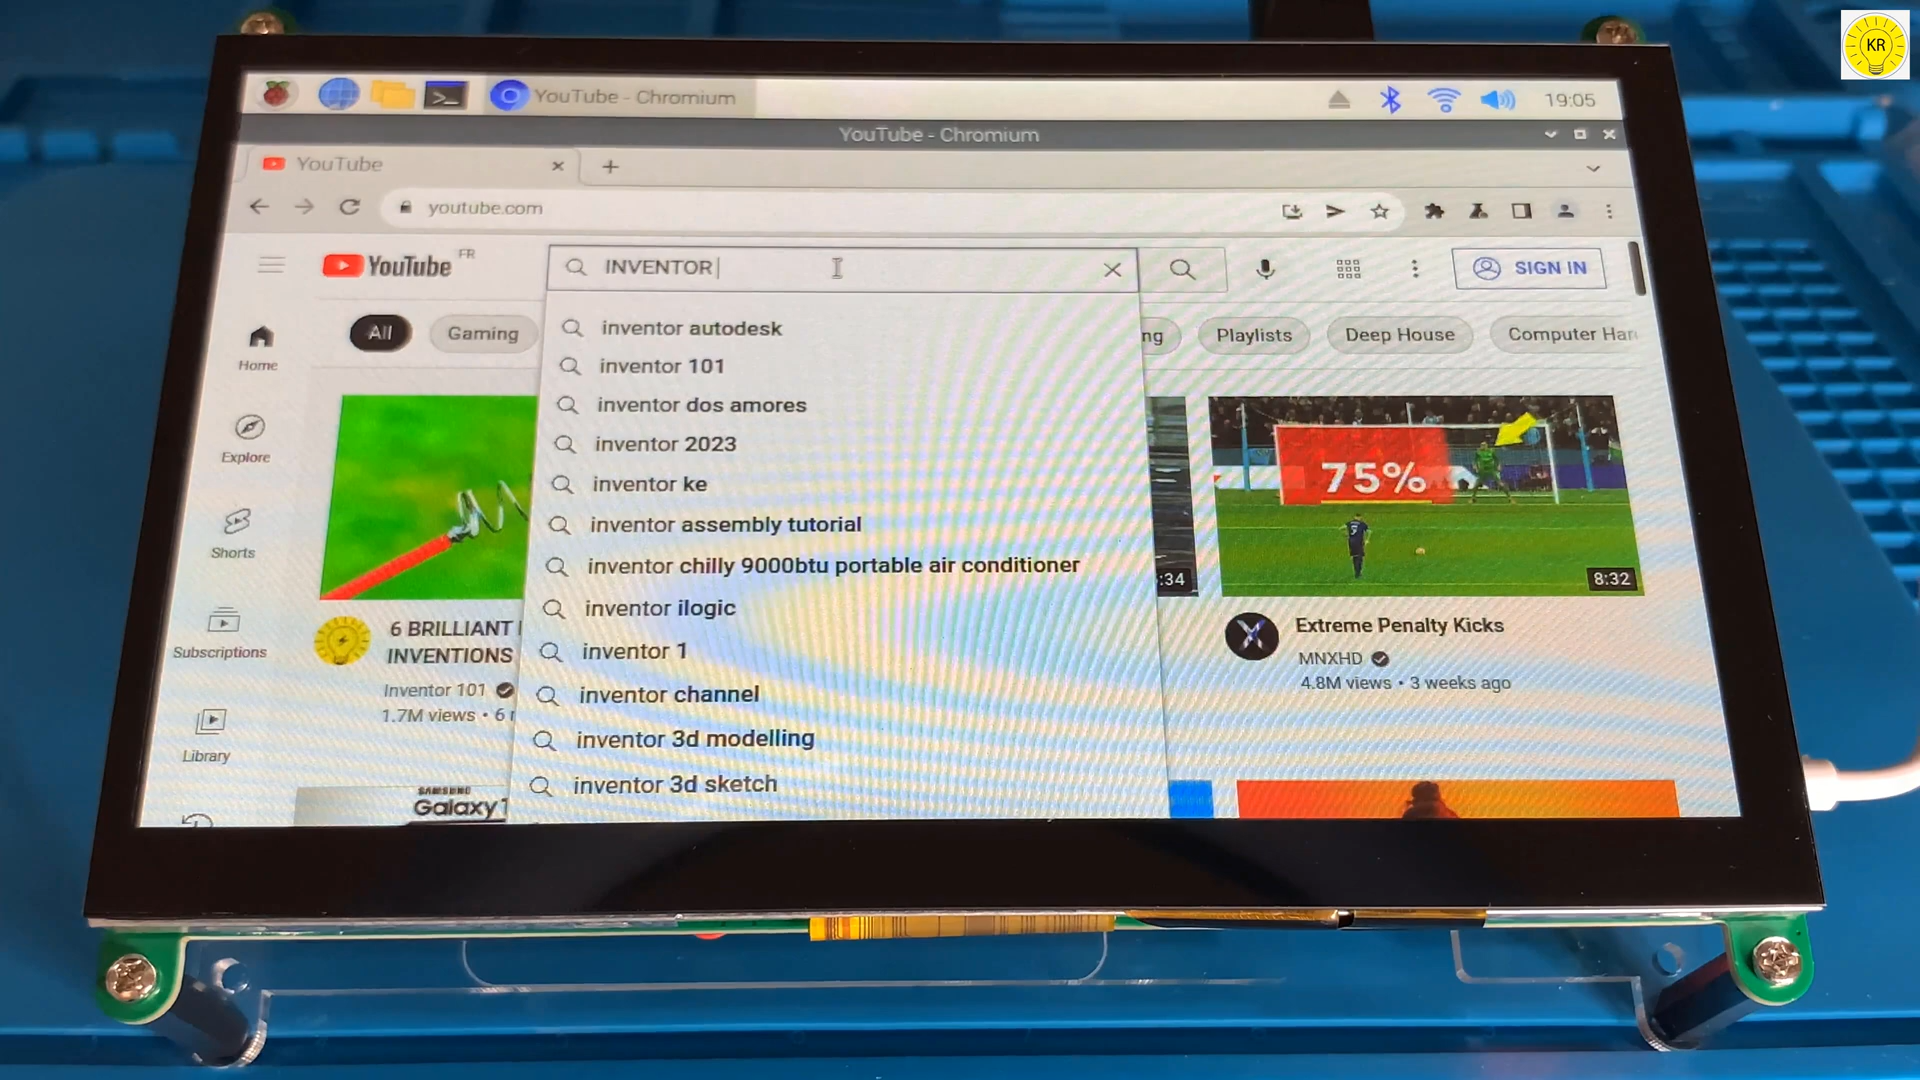 KR
YouTube - Chromium
19:05
YouTube - Chromium
YouTube
youtube.com
YouTube FR
INVENTOR
SIGN IN
All
Gaming
ng
Playlists
Deep House
Computer Har
Home
Explore
Shorts
Subscriptions
Library
inventor autodesk
inventor 101
inventor dos amores
inventor 2023
inventor ke
inventor assembly tutorial
inventor chilly 9000btu portable air conditioner
inventor ilogic
inventor 1
inventor channel
inventor 3d modelling
inventor 3d sketch
6 BRILLIANT
INVENTIONS
Inventor 101
1.7M views • 6
:34
75%
8:32
Extreme Penalty Kicks
MNXHD
4.8M views • 3 weeks ago
SAMSUNG
Galaxy